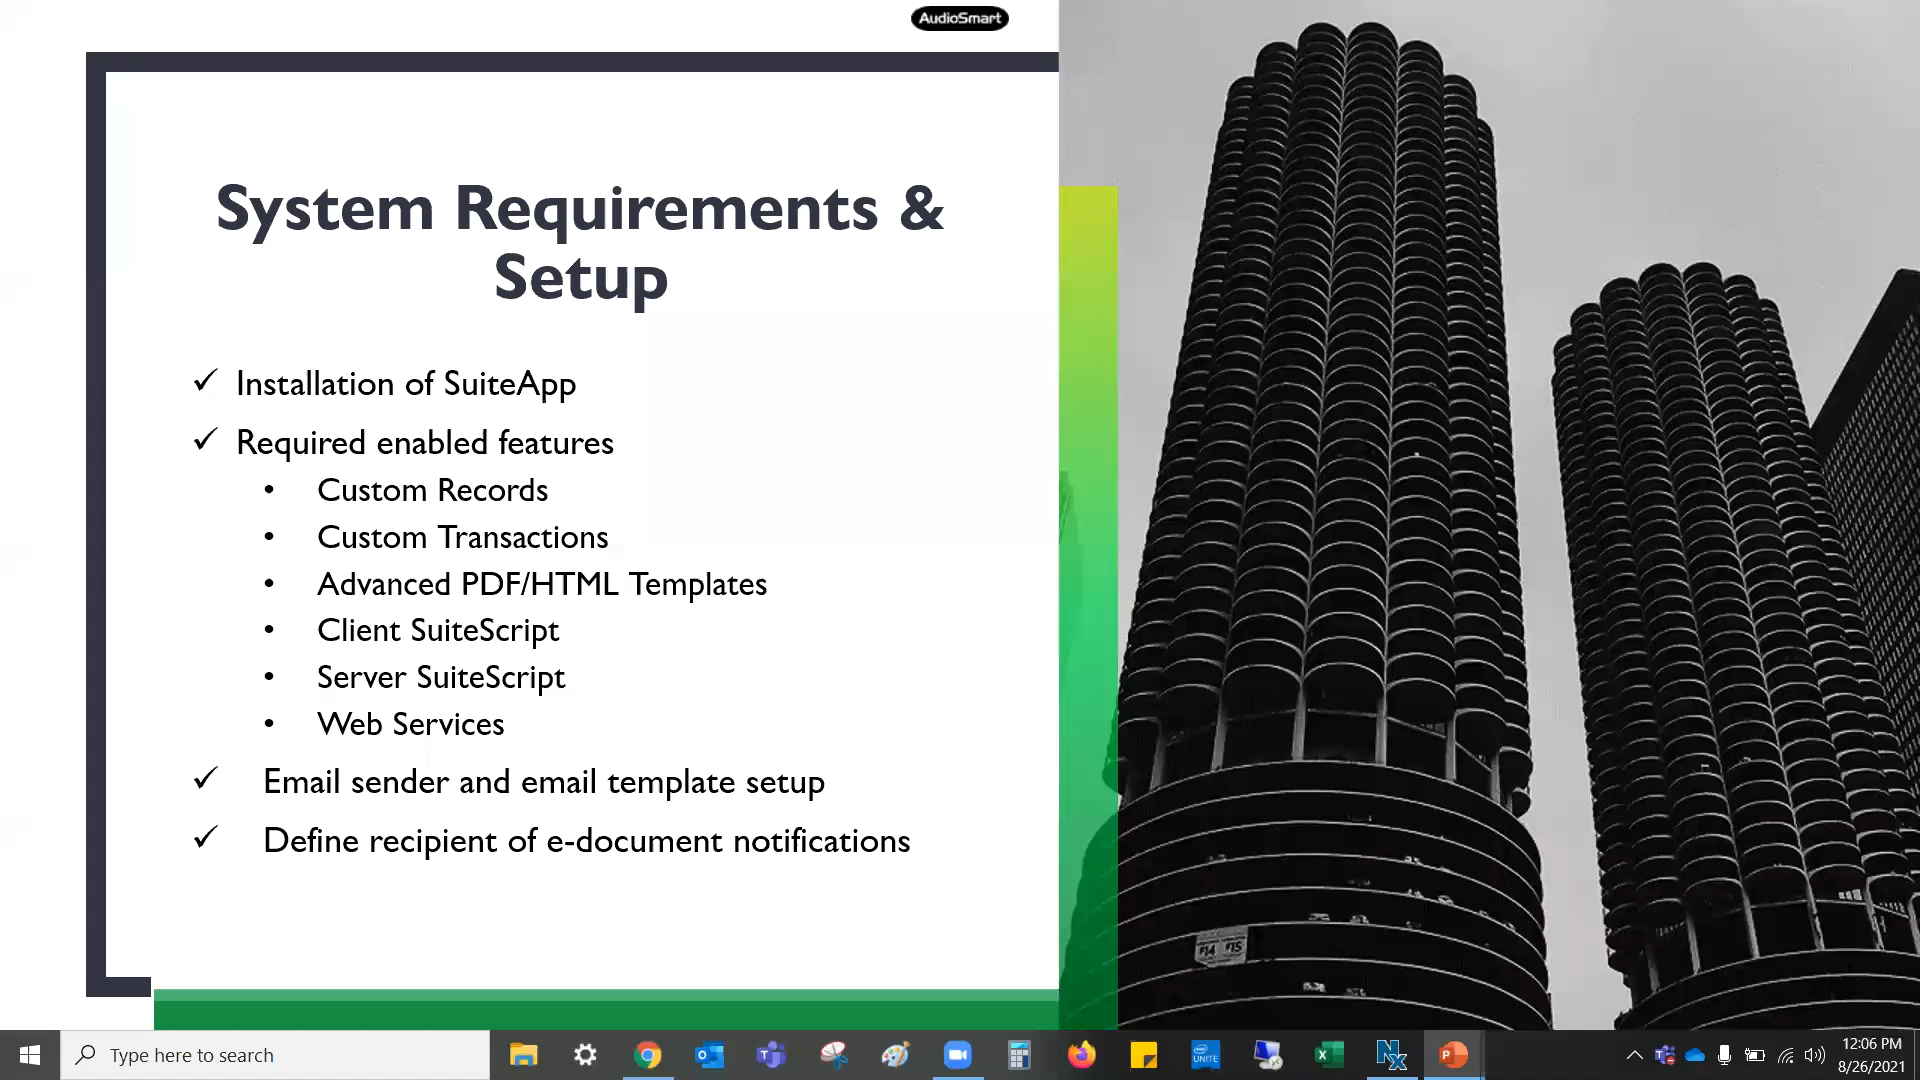 AudioSmart
System Requirements &
Setup
✓ Installation of SuiteApp
✓ Required enabled features
• Custom Records
• Custom Transactions
• Advanced PDF/HTML Templates
• Client SuiteScript
• Server SuiteScript
• Web Services
✓ Email sender and email template setup
✓ Define recipient of e-document notifications
Type here to search
12:06 PM
8/26/2021